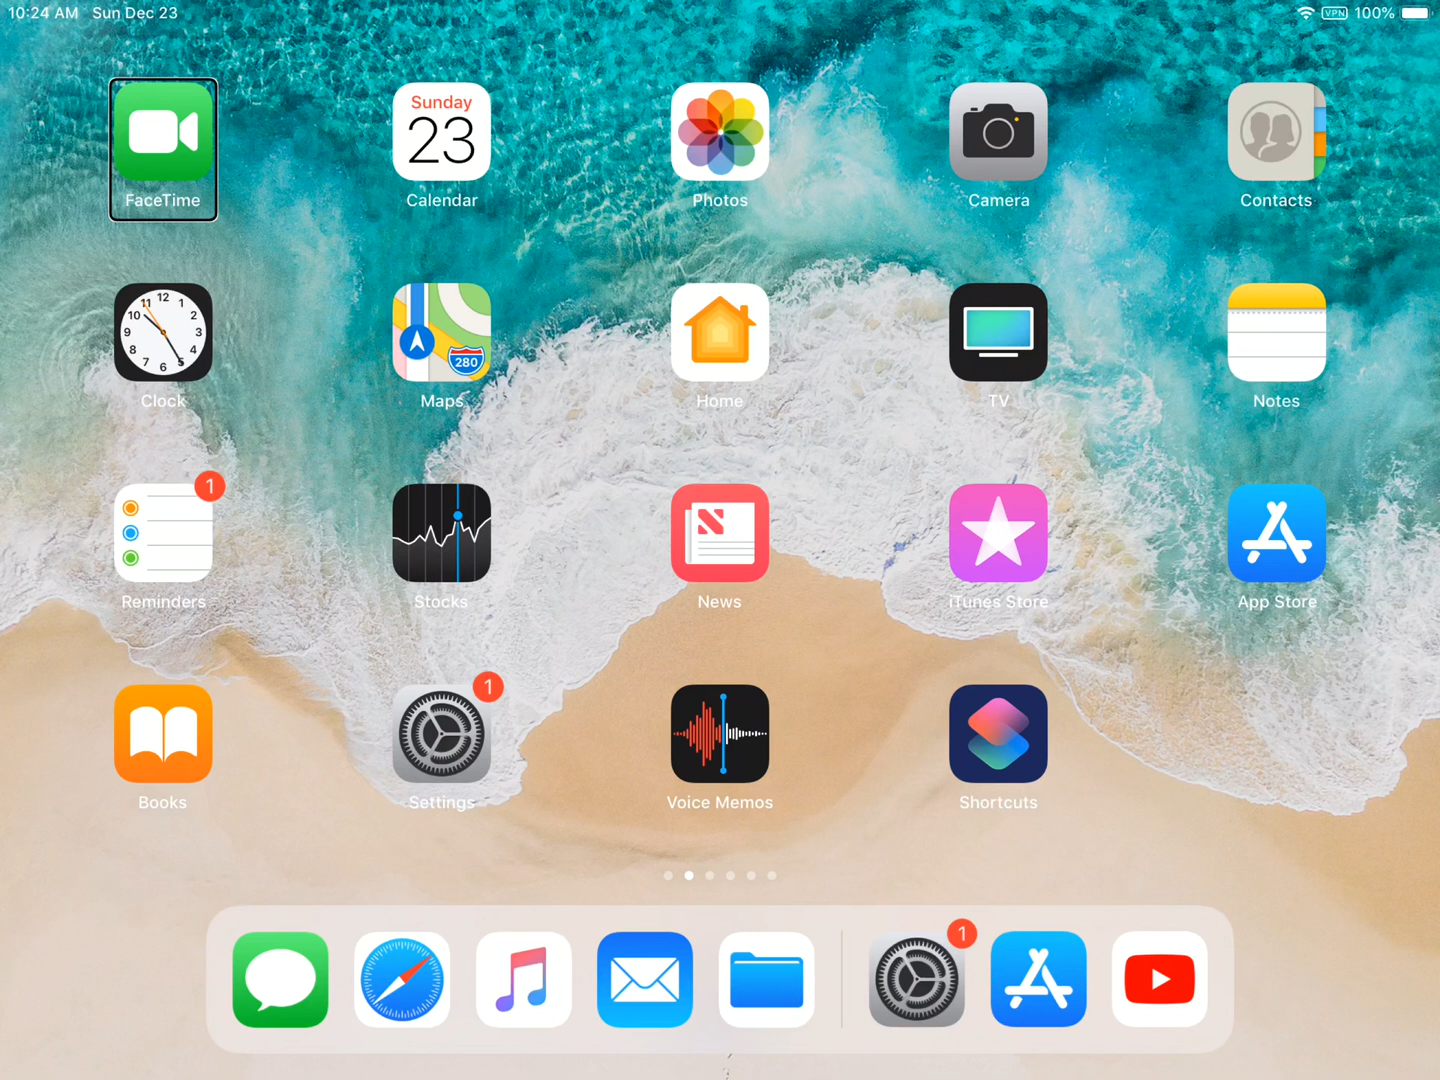 10:24 AM Sun Dec 23
VPN 100%
Sunday
23
FaceTime
Calendar
Photos
Camera
Contacts
12
11 1
10 2
9 3
8 4
7 5
6
280
Clock
Maps
Home
TV
Notes
1
Reminders
Stocks
News
iTunes Store
App Store
1
Books
Settings
Voice Memos
Shortcuts
1